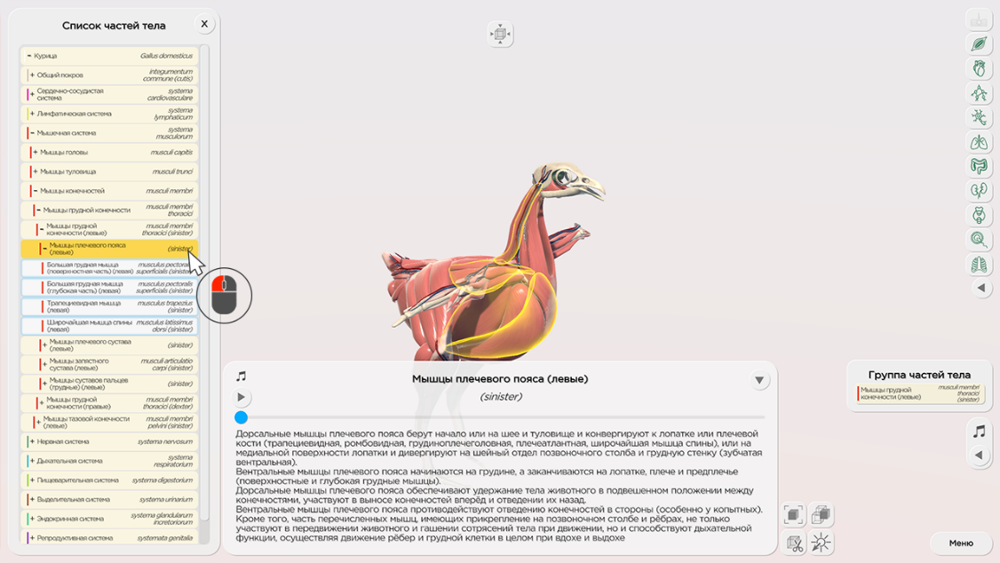 Список частей тела
X
- Курица Gallus domesticus
+ Общий покров integumentum
commune (cutis)
+ Сердечно-сосудистая systema
система cardiovasculare
+ Лимфатическая система systema
lymphaticum
- Мышечная система systema
musculorum
+ Мышцы головы musculi capitis
+ Мышцы туловища musculi trunci
- Мышцы конечностей musculi membri
- Мышцы грудной конечности musculi membri
thoracici
- Мышцы грудной musculi membri
конечности (левые) thoracici (sinister)
- Мышцы плечевого пояса (sinister)
(левые)
Большая грудная мышца musculus pectoralis
(поверхностная часть) (левая) superficialis (sinister)
Большая грудная мышца musculus pectoralis
(глубокая часть) (левая) superficialis (sinister)
Трапециевидная мышца musculus trapezius
(левая) (sinister)
Широчайшая мышца спины musculus latissimus
(левая) dorsi (sinister)
+ Мышцы плечевого сустава (sinister)
(левые)
+ Мышцы запястного musculi articulatio
сустава (левые) carpi (sinister)
+ Мышцы суставов пальцев (sinister)
(грудные) (левые)
+ Мышцы грудной musculi membri
конечности (правые) thoracici (dexter)
+ Мышцы тазовой конечности musculi membri
(левые) pelvini (sinister)
+ Нервная система systema nervosum
+ Дыхательная система systema
respiratorium
+ Пищеварительная система systema digestorium
+ Выделительная система systema urinarium
+ Эндокринная система systema glandularum
incretoriorum
+ Репродуктивная система systemata genitalia
Мышцы плечевого пояса (левые)
(sinister)
Дорсальные мышцы плечевого пояса берут начало или на шее и туловище и конвергируют к лопатке или плечевой
кости (трапециевидная, ромбовидная, грудиноплечеголовная, плечеатлантная, широчайшая мышца спины), или на
медиальной поверхности лопатки и дивергируют на шейный отдел позвоночного столба и грудную стенку (зубчатая
вентральная).
Вентральные мышцы плечевого пояса начинаются на грудине, а заканчиваются на лопатке, плече и предплечье
(поверхностные и глубокая грудные мышцы).
Дорсальные мышцы плечевого пояса обеспечивают удержание тела животного в подвешенном положении между
конечностями, участвуют в выносе конечностей вперёд и отведении их назад.
Вентральные мышцы плечевого пояса противодействуют отведению конечностей в стороны (особенно у копытных).
Кроме того, часть перечисленных мышц, имеющих прикрепление на позвоночном столбе и рёбрах, не только
участвуют в передвижении животного и гашении сотрясений тела при движении, но и способствуют дыхательной
функции, осуществляя движение рёбер и грудной клетки в целом при вдохе и выдохе
Группа частей тела
Мышцы грудной musculi membri
конечности (левые) thoracici
(sinister)
Меню